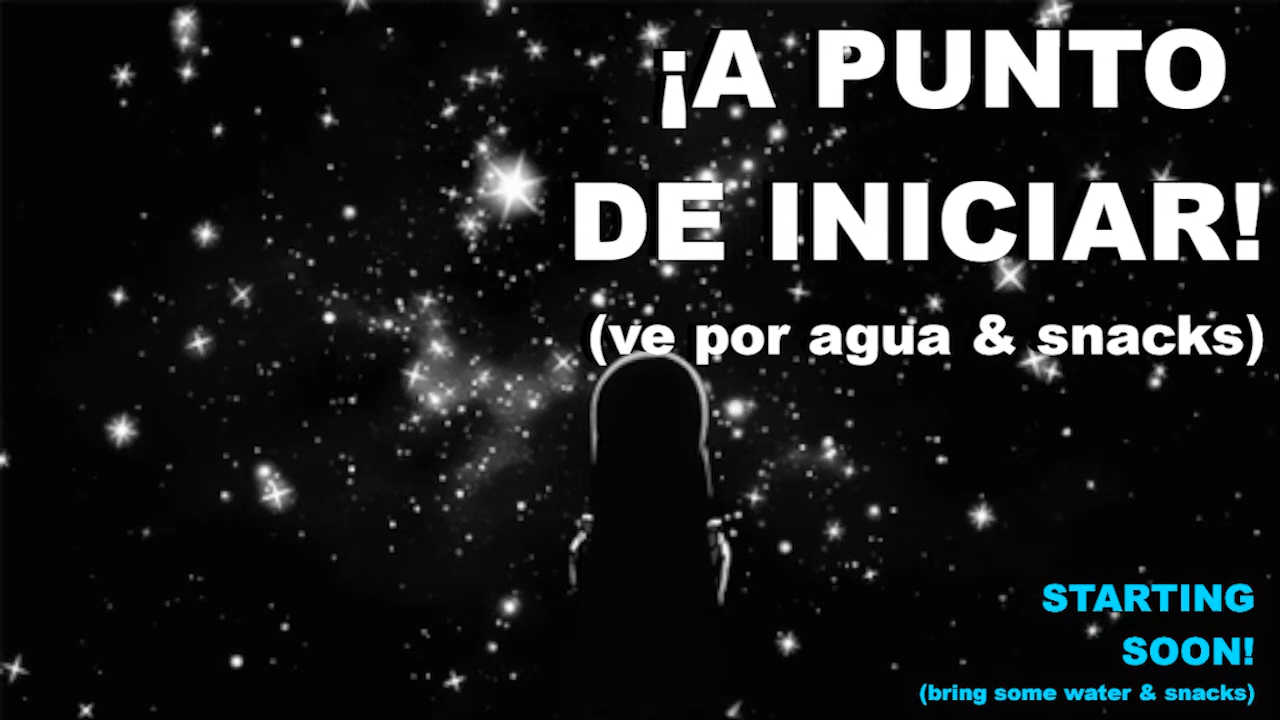 ¡A PUNTO
DE INICIAR!
(ve por agua & snacks)
STARTING
SOON!
(bring some water & snacks)